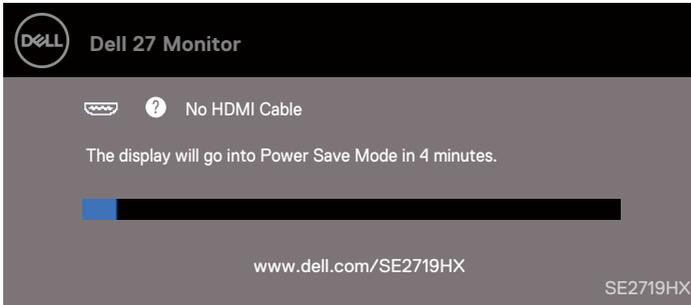 DELL
Dell 27 Monitor
? No HDMI Cable
The display will go into Power Save Mode in 4 minutes.
www.dell.com/SE2719HX
SE2719HX